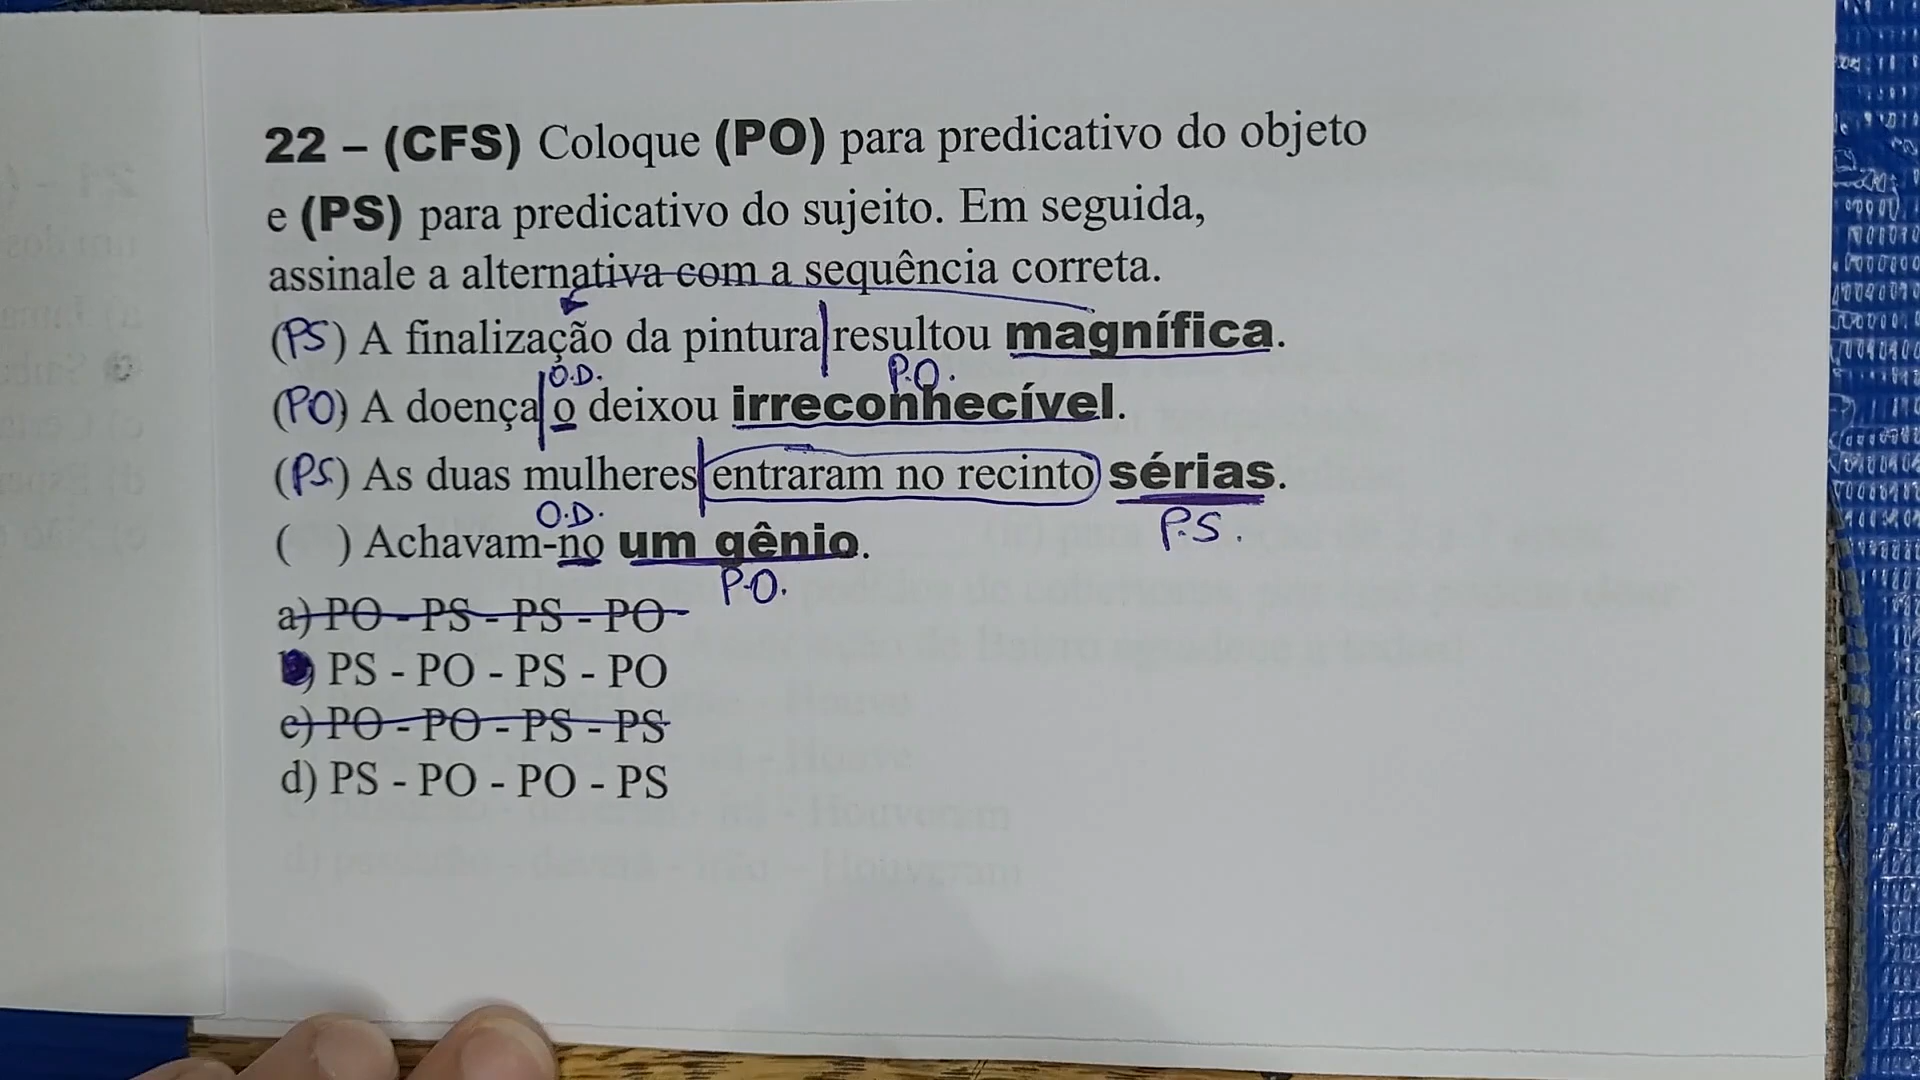 22 – (CFS) Coloque (PO) para predicativo do objeto
e (PS) para predicativo do sujeito. Em seguida,
assinale a alternativa com a sequência correta.
(PS) A finalização da pintura resultou magnífica.
O.D. P.O.
(PO) A doença o deixou irreconhecível.
(PS) As duas mulheres entraram no recinto sérias.
O.D. P.S.
( ) Achavam-no um gênio.
P.O.
a) PO - PS - PS - PO
b) PS - PO - PS - PO
c) PO - PO - PS - PS
d) PS - PO - PO - PS